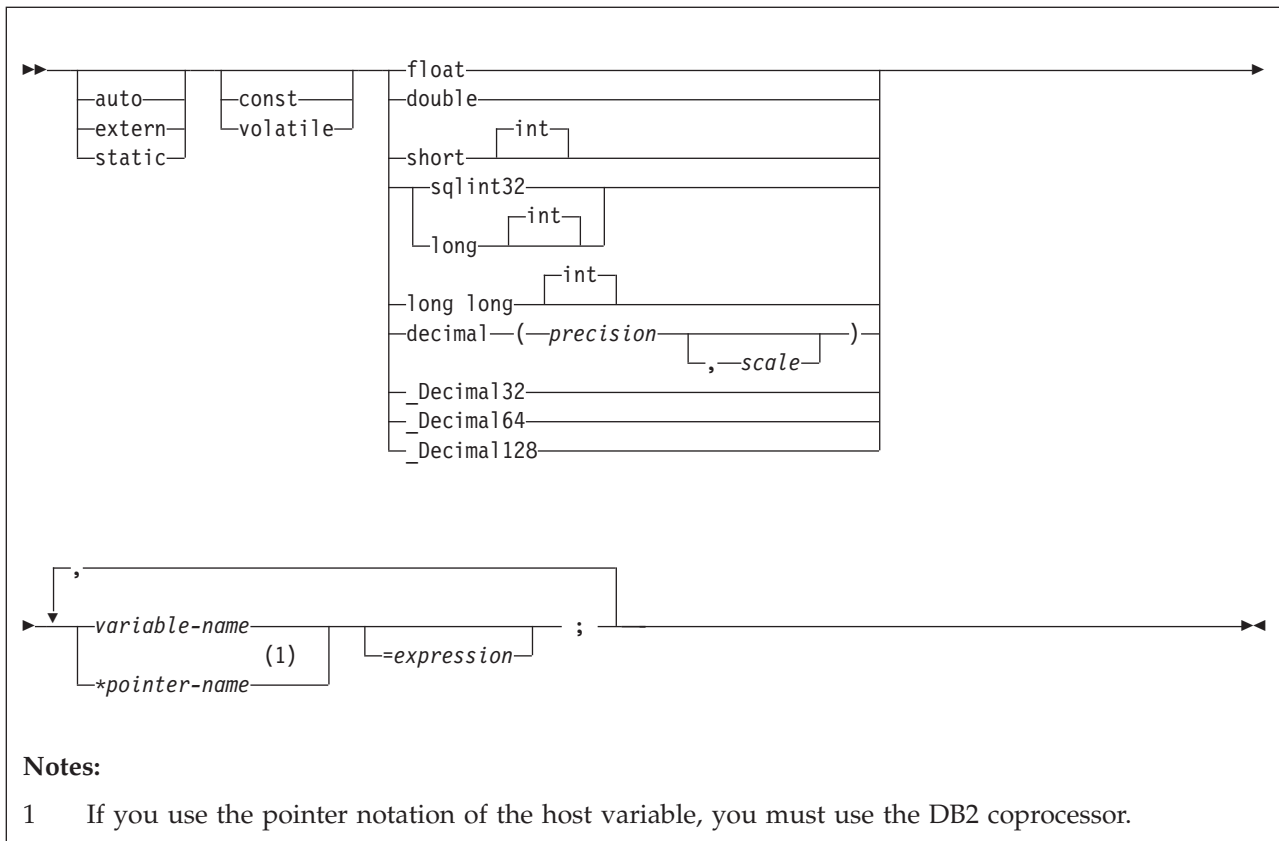 float
auto const double
extern volatile int
static short
sqlint32
int
long
int
long long
decimal ( precision )
, scale
_Decimal32
_Decimal64
_Decimal128
,
variable-name ;
(1) =expression
*pointer-name
Notes:
1 If you use the pointer notation of the host variable, you must use the DB2 coprocessor.